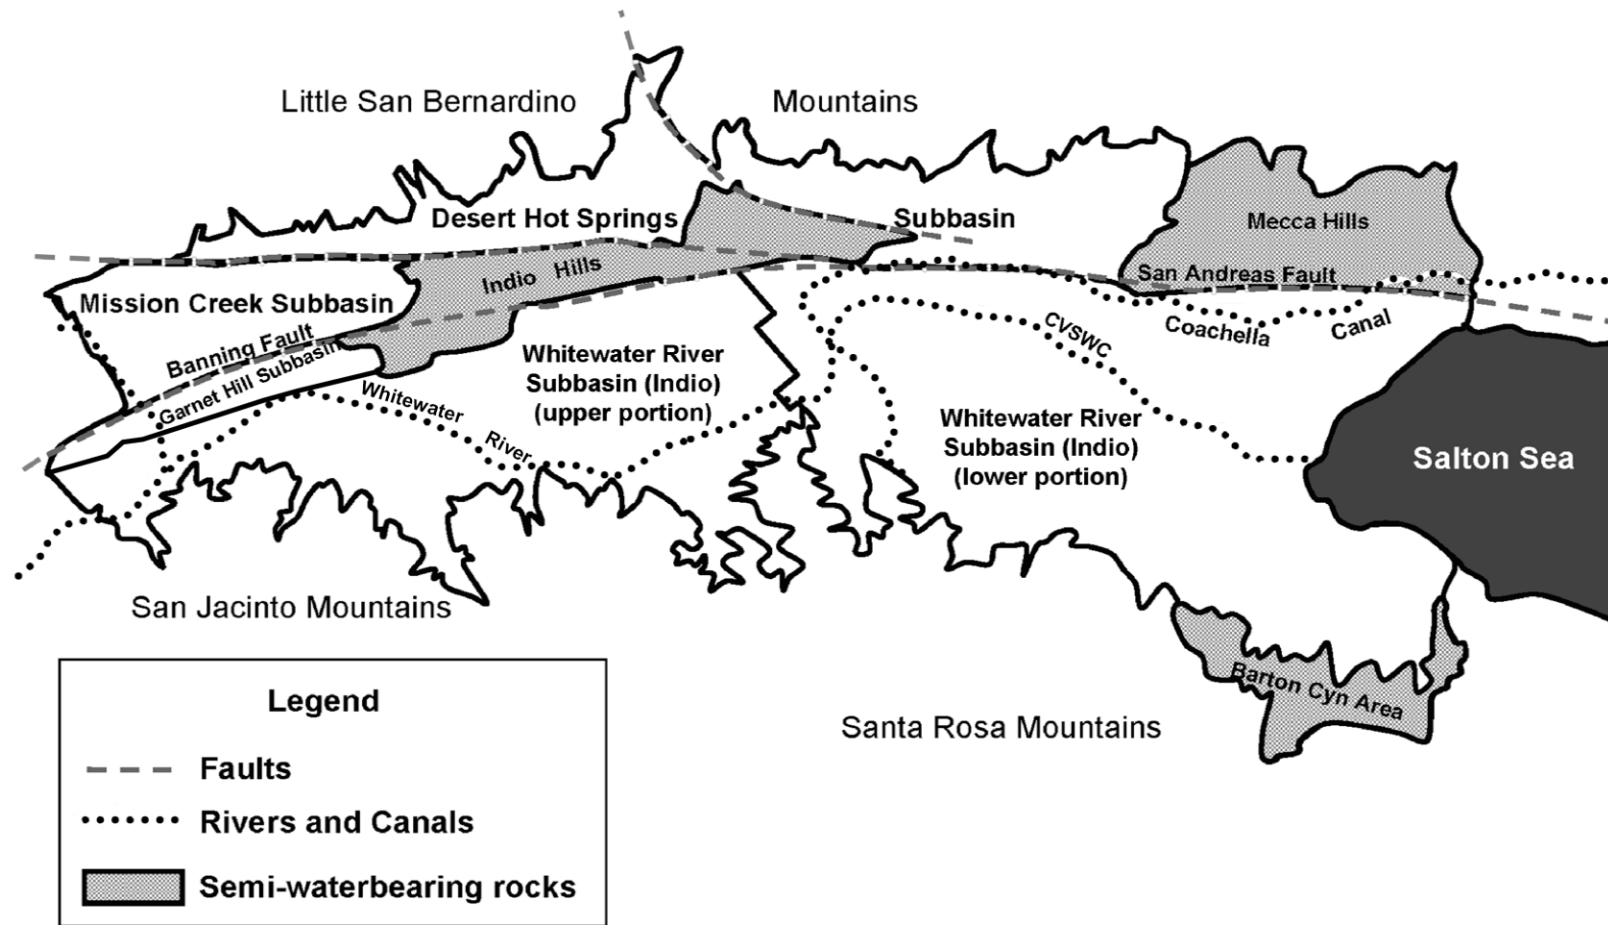 Little San Bernardino
Mountains
Desert Hot Springs
Subbasin
Mecca Hills
Indio Hills
San Andreas Fault
Mission Creek Subbasin
Banning Fault
Garnet Hill Subbasin
Coachella
Canal
CVSWC
Whitewater
River
Whitewater River
Subbasin (Indio)
(upper portion)
Whitewater River
Subbasin (Indio)
(lower portion)
Salton Sea
San Jacinto Mountains
Barton Cyn Area
Santa Rosa Mountains
Legend
Faults
Rivers and Canals
Semi-waterbearing rocks